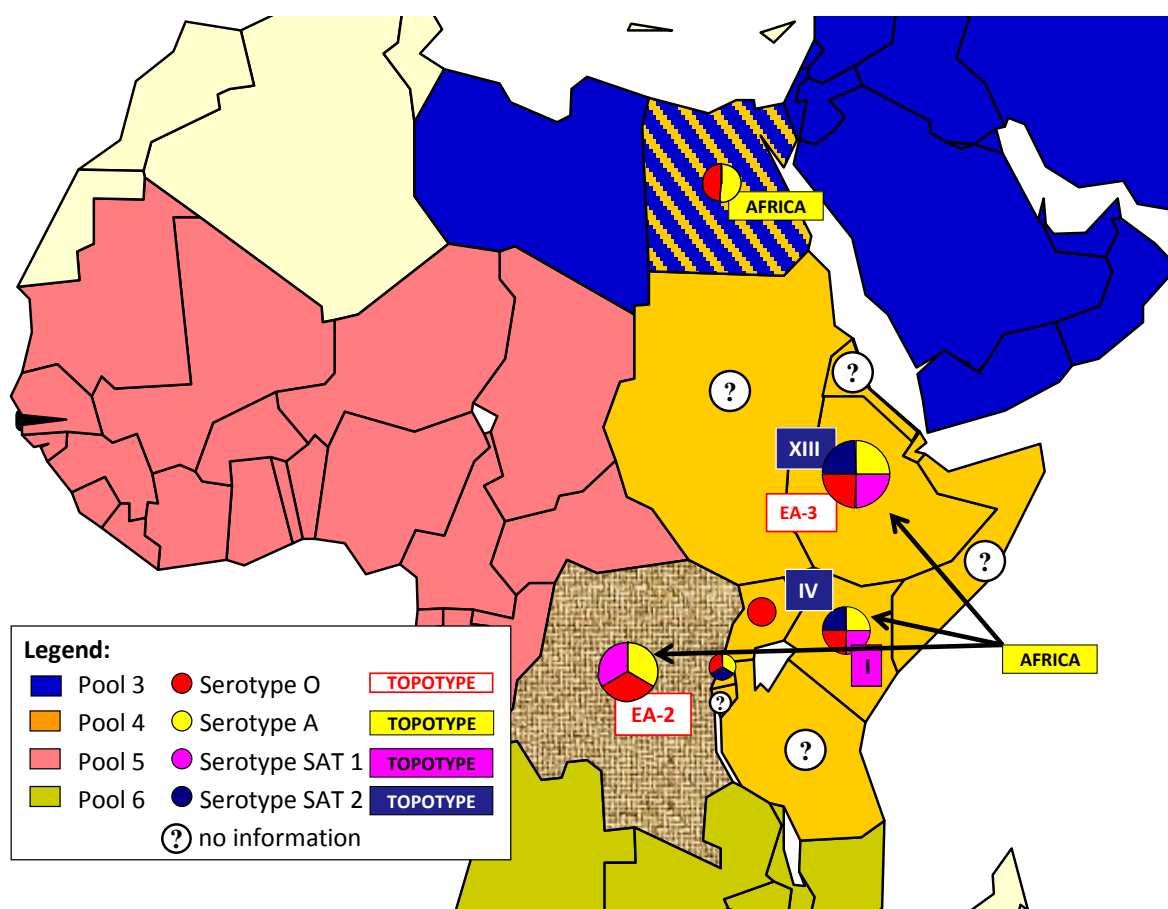 AFRICA
?
?
XIII
EA-3
?
IV
I
AFRICA
?
EA-2
?
Legend:
Pool 3
Serotype O
TOPOTYPE
Pool 4
Serotype A
TOPOTYPE
Pool 5
Serotype SAT 1
TOPOTYPE
Pool 6
Serotype SAT 2
TOPOTYPE
? no information